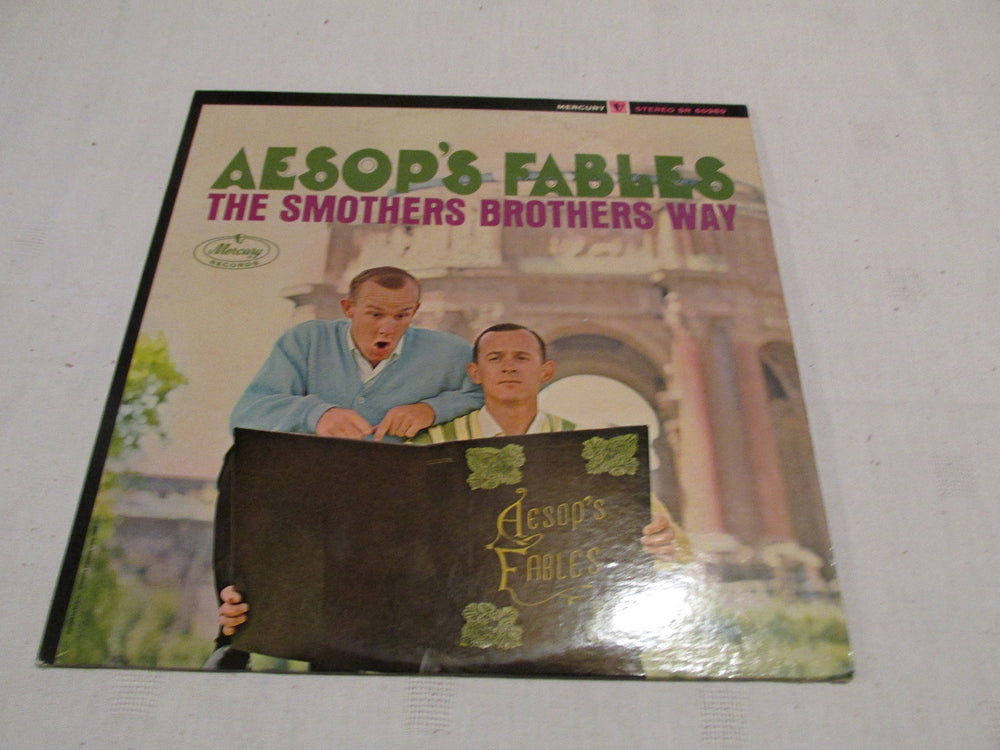 MERCURY STEREO SR 60989
AESOP'S FABLES
THE SMOTHERS BROTHERS WAY
Mercury
RECORDS
Aesop's
Fables